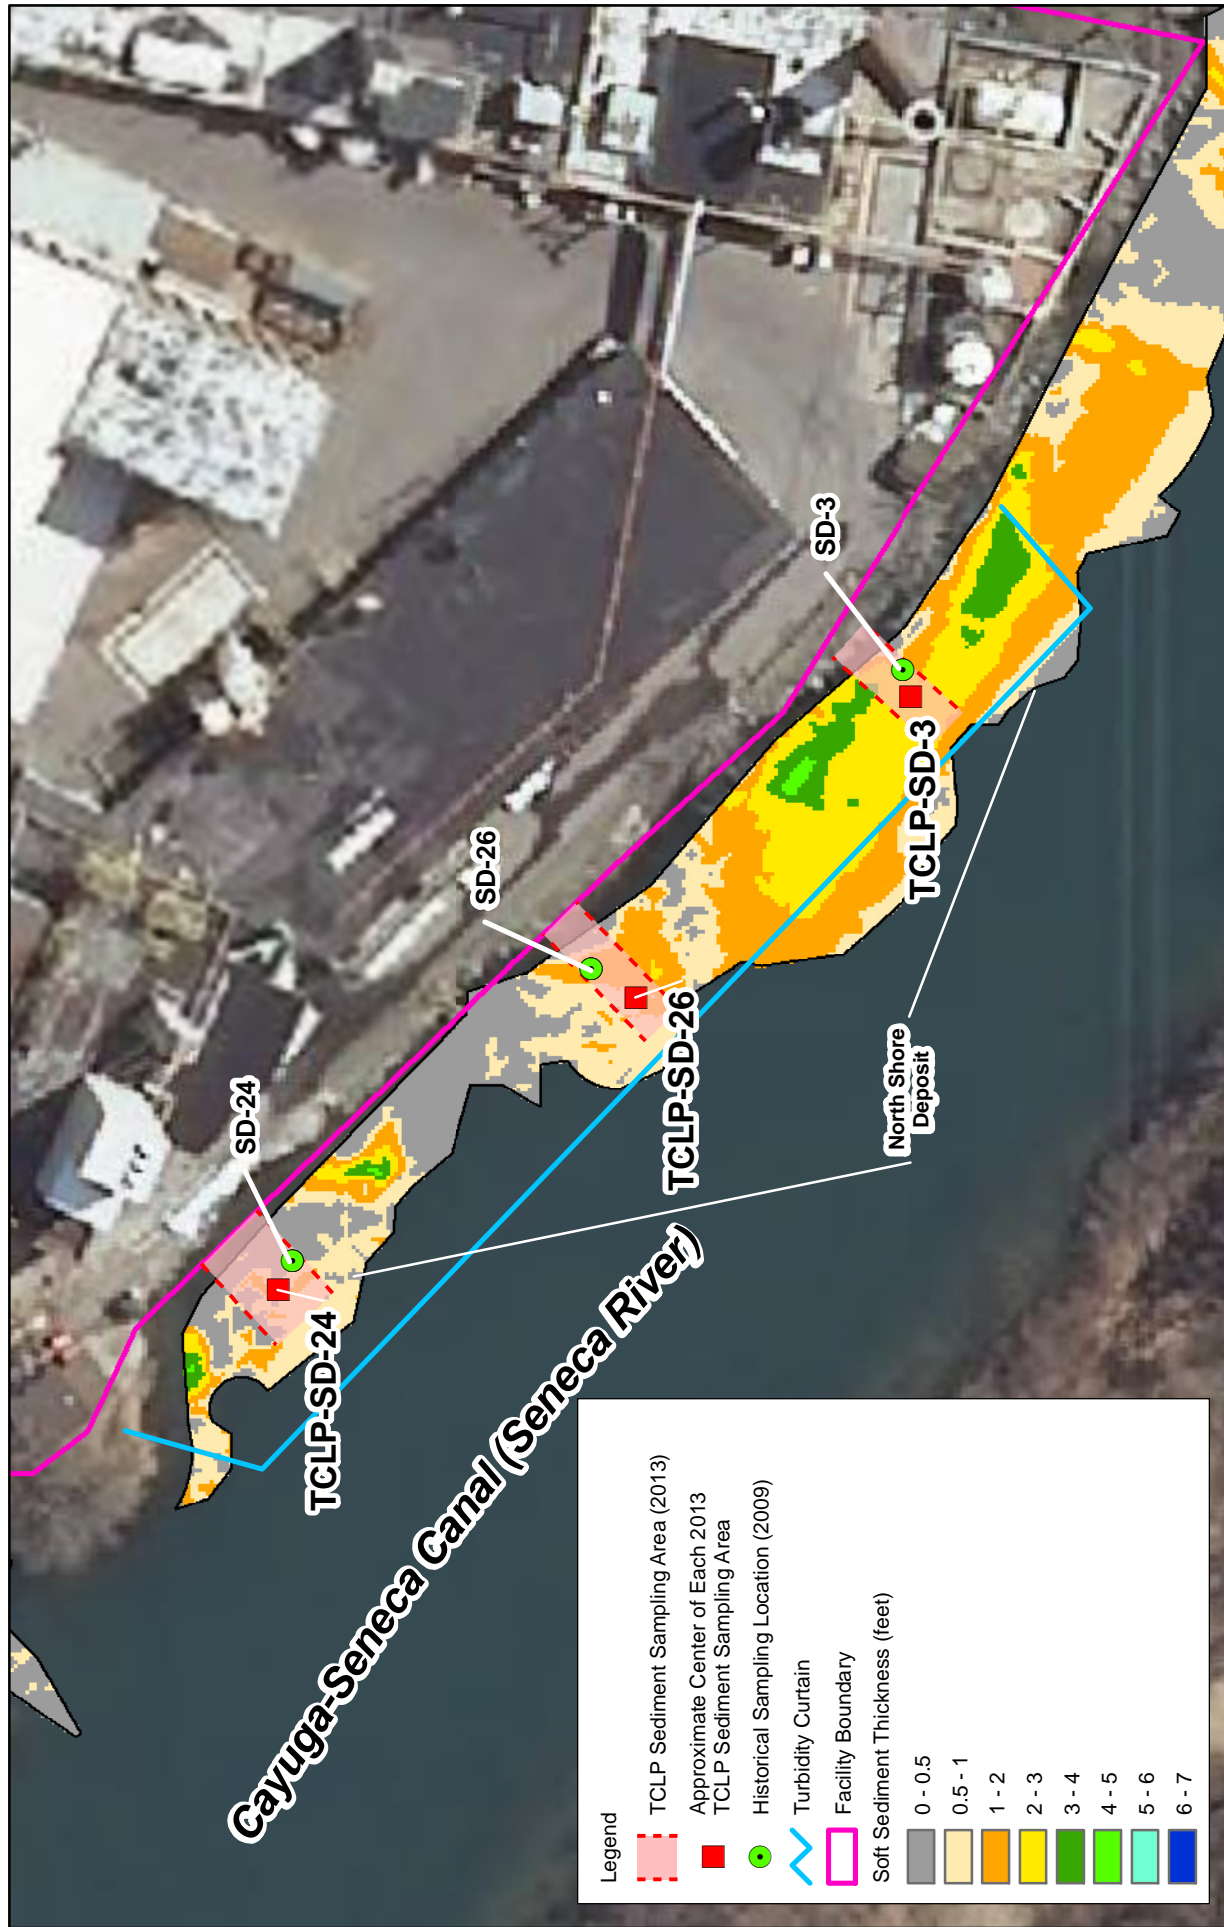 SD-24
SD-26
SD-3
TCLP-SD-24
TCLP-SD-26
TCLP-SD-3
North Shore
Deposit
Cayuga-Seneca Canal (Seneca River)
Legend
TCLP Sediment Sampling Area (2013)
Approximate Center of Each 2013
TCLP Sediment Sampling Area
Historical Sampling Location (2009)
Turbidity Curtain
Facility Boundary
Soft Sediment Thickness (feet)
0 - 0.5
0.5 - 1
1 - 2
2 - 3
3 - 4
4 - 5
5 - 6
6 - 7